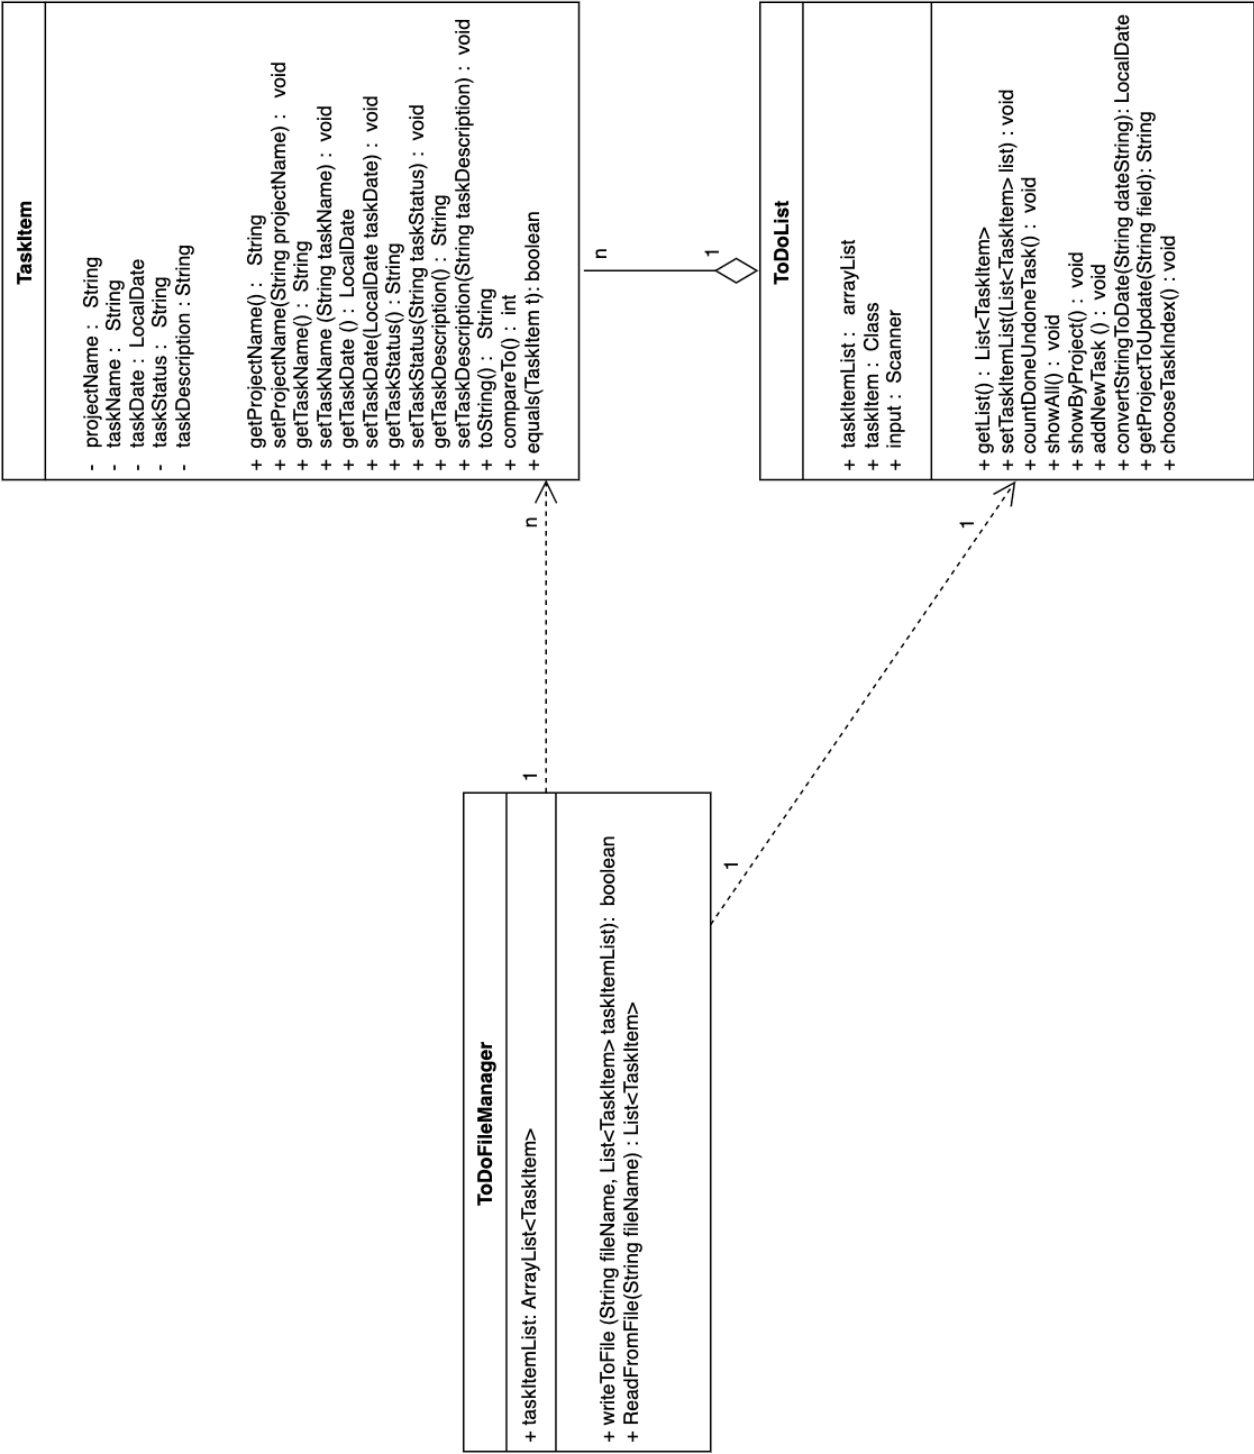 TaskItem
- projectName : String
- taskName : String
- taskDate : LocalDate
- taskStatus : String
- taskDescription : String
+ getProjectName() : String
+ setProjectName(String projectName) : void
+ getTaskName() : String
+ setTaskName (String taskName) : void
+ getTaskDate () : LocalDate
+ setTaskDate(LocalDate taskDate) : void
+ getTaskStatus() : String
+ setTaskStatus(String taskStatus) : void
+ getTaskDescription() : String
+ setTaskDescription(String taskDescription) : void
+ toString() : String
+ compareTo() : int
+ equals(TaskItem t): boolean
n
1
ToDoList
+ taskItemList : arrayList
+ taskItem : Class
+ input : Scanner
+ getList() : List<TaskItem>
+ setTaskItemList(List<TaskItem> list) : void
+ countDoneUndoneTask() : void
+ showAll() : void
+ showByProject() : void
+ addNewTask () : void
+ convertStringToDate(String dateString): LocalDate
+ getProjectToUpdate(String field): String
+ chooseTaskIndex() : void
n
1
1
1
ToDoFileManager
+ taskItemList: ArrayList<TaskItem>
+ writeToFile (String fileName, List<TaskItem> taskItemList): boolean
+ ReadFromFile(String fileName) : List<TaskItem>